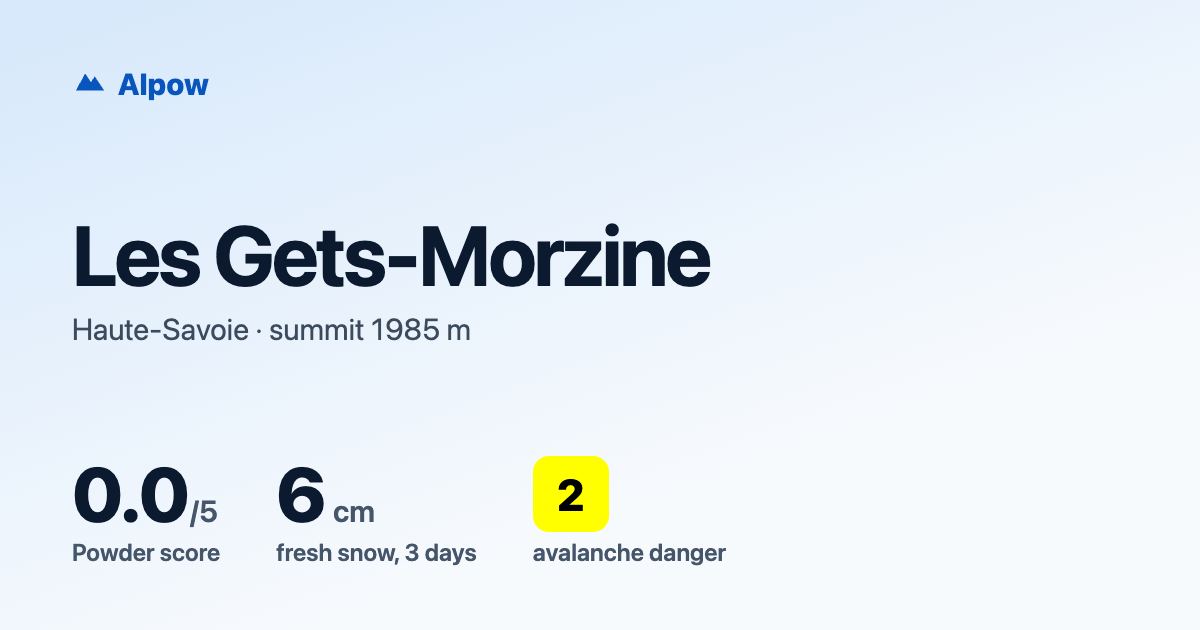 Alpow
Les Gets-Morzine
Haute-Savoie · summit 1985 m
0.0/5
Powder score
6 cm
fresh snow, 3 days
2
avalanche danger